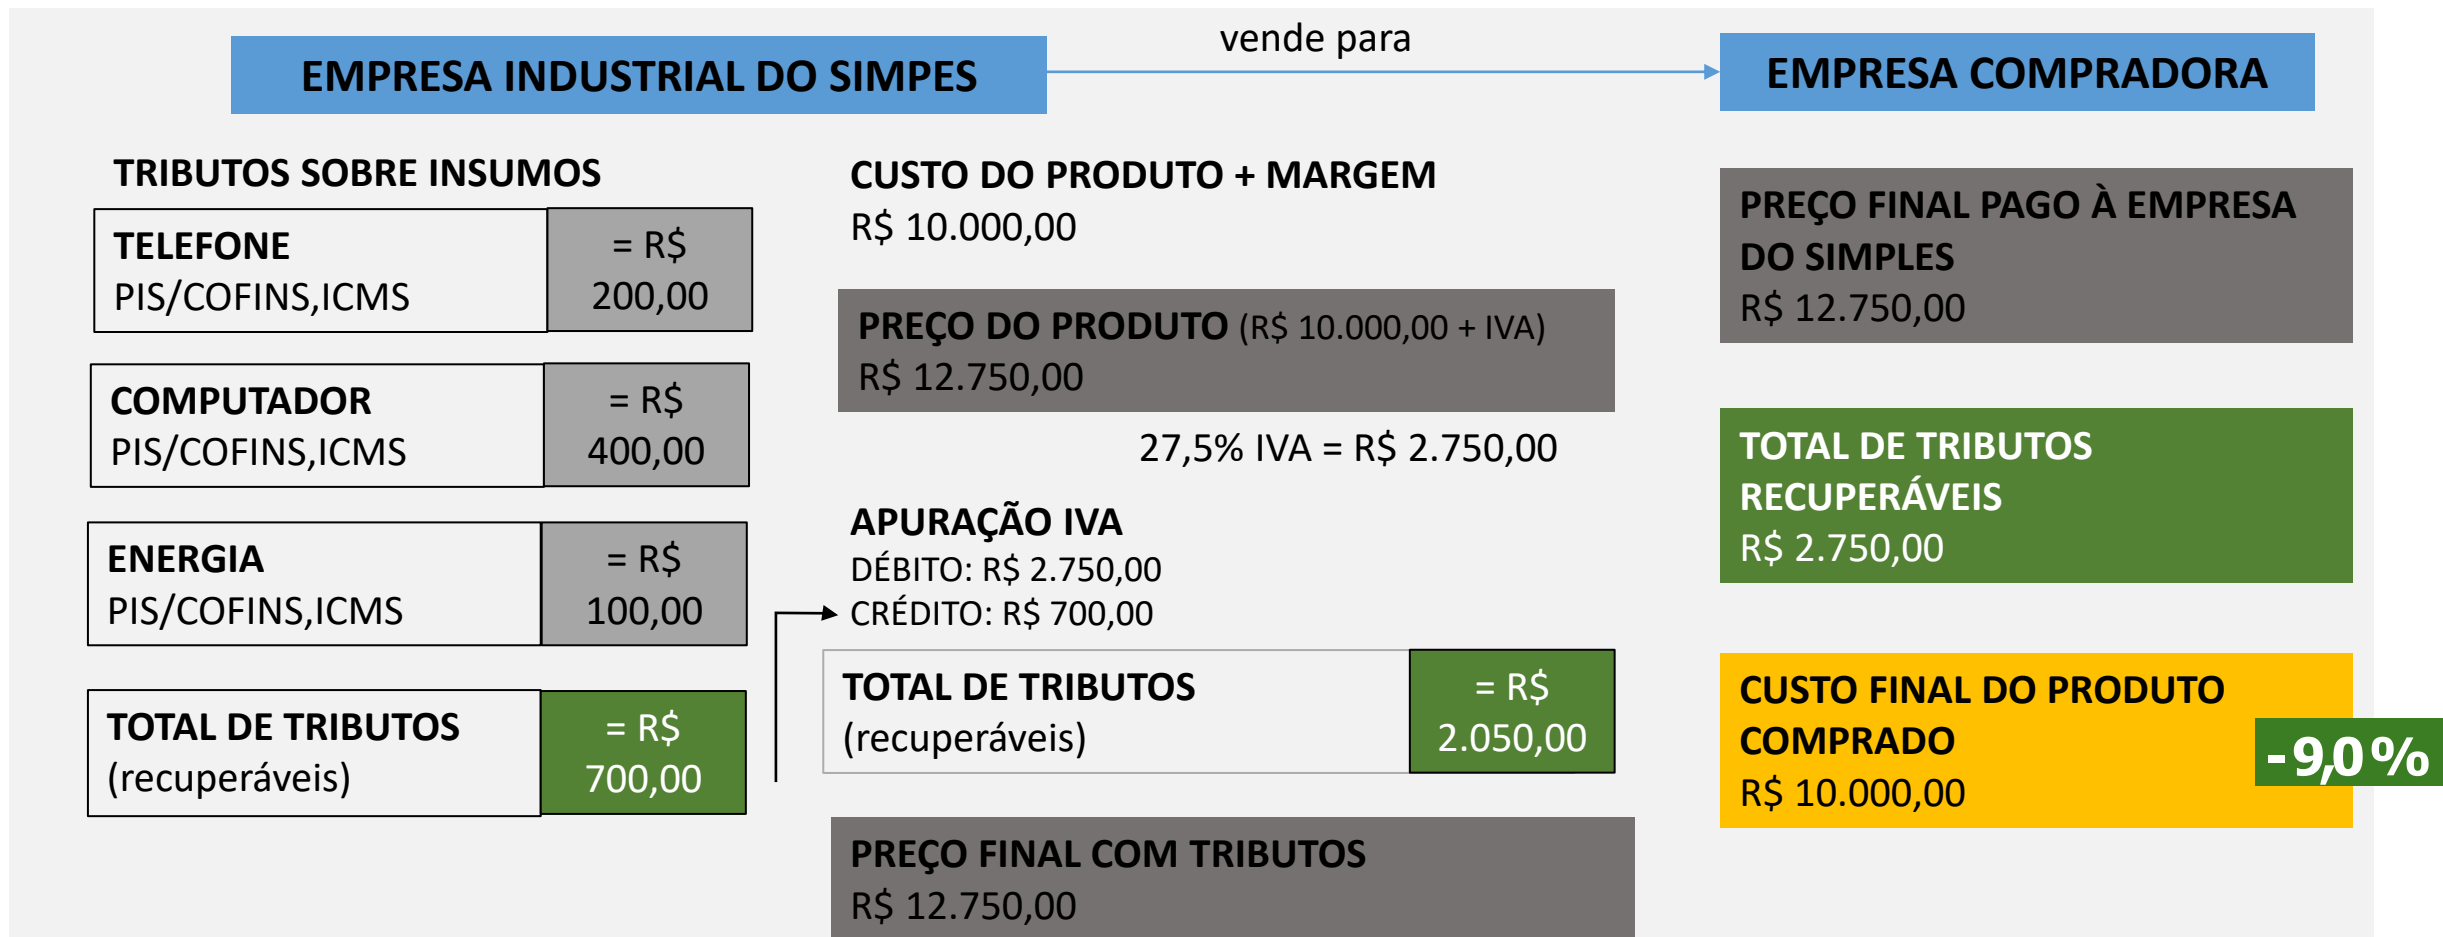 EMPRESA INDUSTRIAL DO SIMPES
vende para
EMPRESA COMPRADORA
TRIBUTOS SOBRE INSUMOS
TELEFONE
PIS/COFINS,ICMS
= R$
200,00
COMPUTADOR
PIS/COFINS,ICMS
= R$
400,00
ENERGIA
PIS/COFINS,ICMS
= R$
100,00
TOTAL DE TRIBUTOS
(recuperáveis)
= R$
700,00
CUSTO DO PRODUTO + MARGEM
R$ 10.000,00
PREÇO DO PRODUTO (R$ 10.000,00 + IVA)
R$ 12.750,00
27,5% IVA = R$ 2.750,00
APURAÇÃO IVA
DÉBITO: R$ 2.750,00
CRÉDITO: R$ 700,00
TOTAL DE TRIBUTOS
(recuperáveis)
= R$
2.050,00
PREÇO FINAL COM TRIBUTOS
R$ 12.750,00
PREÇO FINAL PAGO À EMPRESA
DO SIMPLES
R$ 12.750,00
TOTAL DE TRIBUTOS
RECUPERÁVEIS
R$ 2.750,00
CUSTO FINAL DO PRODUTO
COMPRADO
R$ 10.000,00
-9,0%